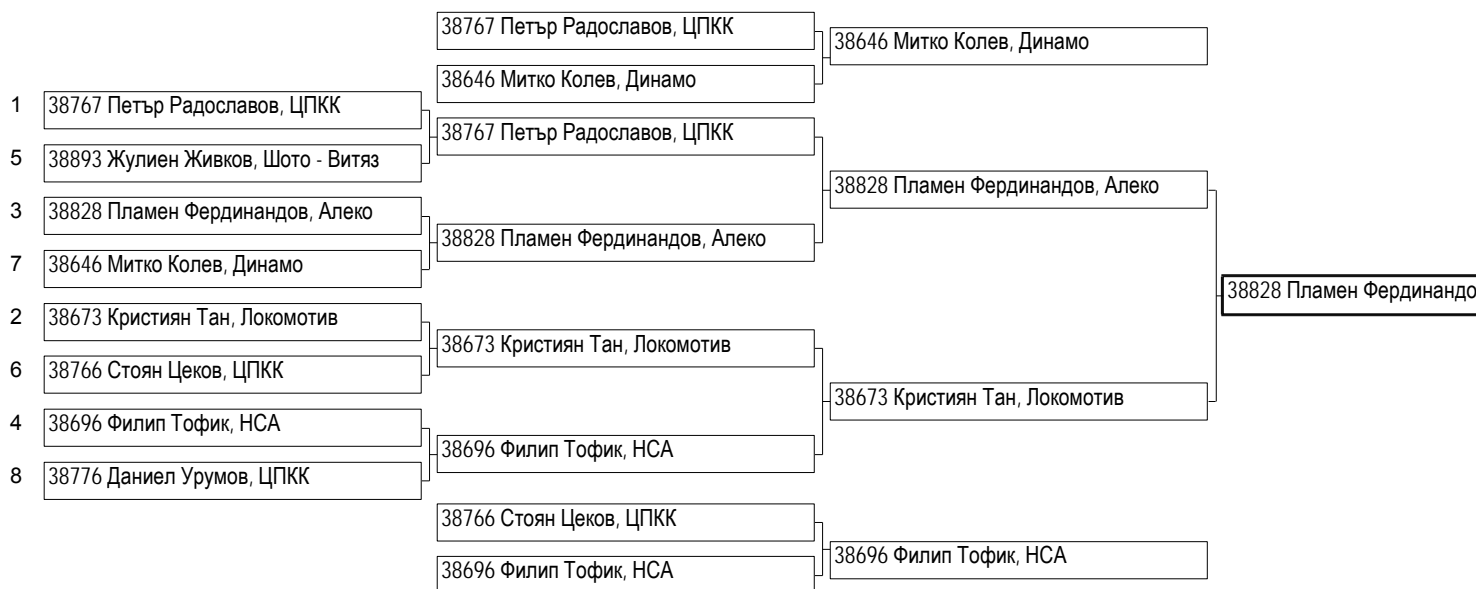 38767 Петър Радославов, ЦПКК
38646 Митко Колев, Динамо
38646 Митко Колев, Динамо
1 38767 Петър Радославов, ЦПКК
38767 Петър Радославов, ЦПКК
5 38893 Жулиен Живков, Шото - Витяз
38828 Пламен Фердинандов, Алеко
3 38828 Пламен Фердинандов, Алеко
38828 Пламен Фердинандов, Алеко
7 38646 Митко Колев, Динамо
38828 Пламен Фердинандо
2 38673 Кристиян Тан, Локомотив
38673 Кристиян Тан, Локомотив
6 38766 Стоян Цеков, ЦПКК
38673 Кристиян Тан, Локомотив
4 38696 Филип Тофик, НСА
38696 Филип Тофик, НСА
8 38776 Даниел Урумов, ЦПКК
38766 Стоян Цеков, ЦПКК
38696 Филип Тофик, НСА
38696 Филип Тофик, НСА